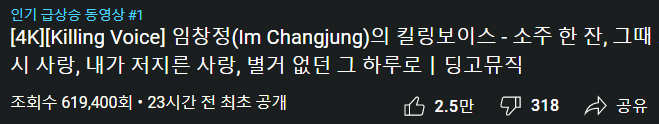 인기 급상승 동영상 #1
[4K][Killing Voice] 임창정(Im Changjung)의 킬링보이스 - 소주 한 잔, 그때
시 사랑, 내가 저지른 사랑, 별거 없던 그 하루로ㅣ딩고뮤직
조회수 619,400회 • 23시간 전 최초 공개 2.5만 318 공유